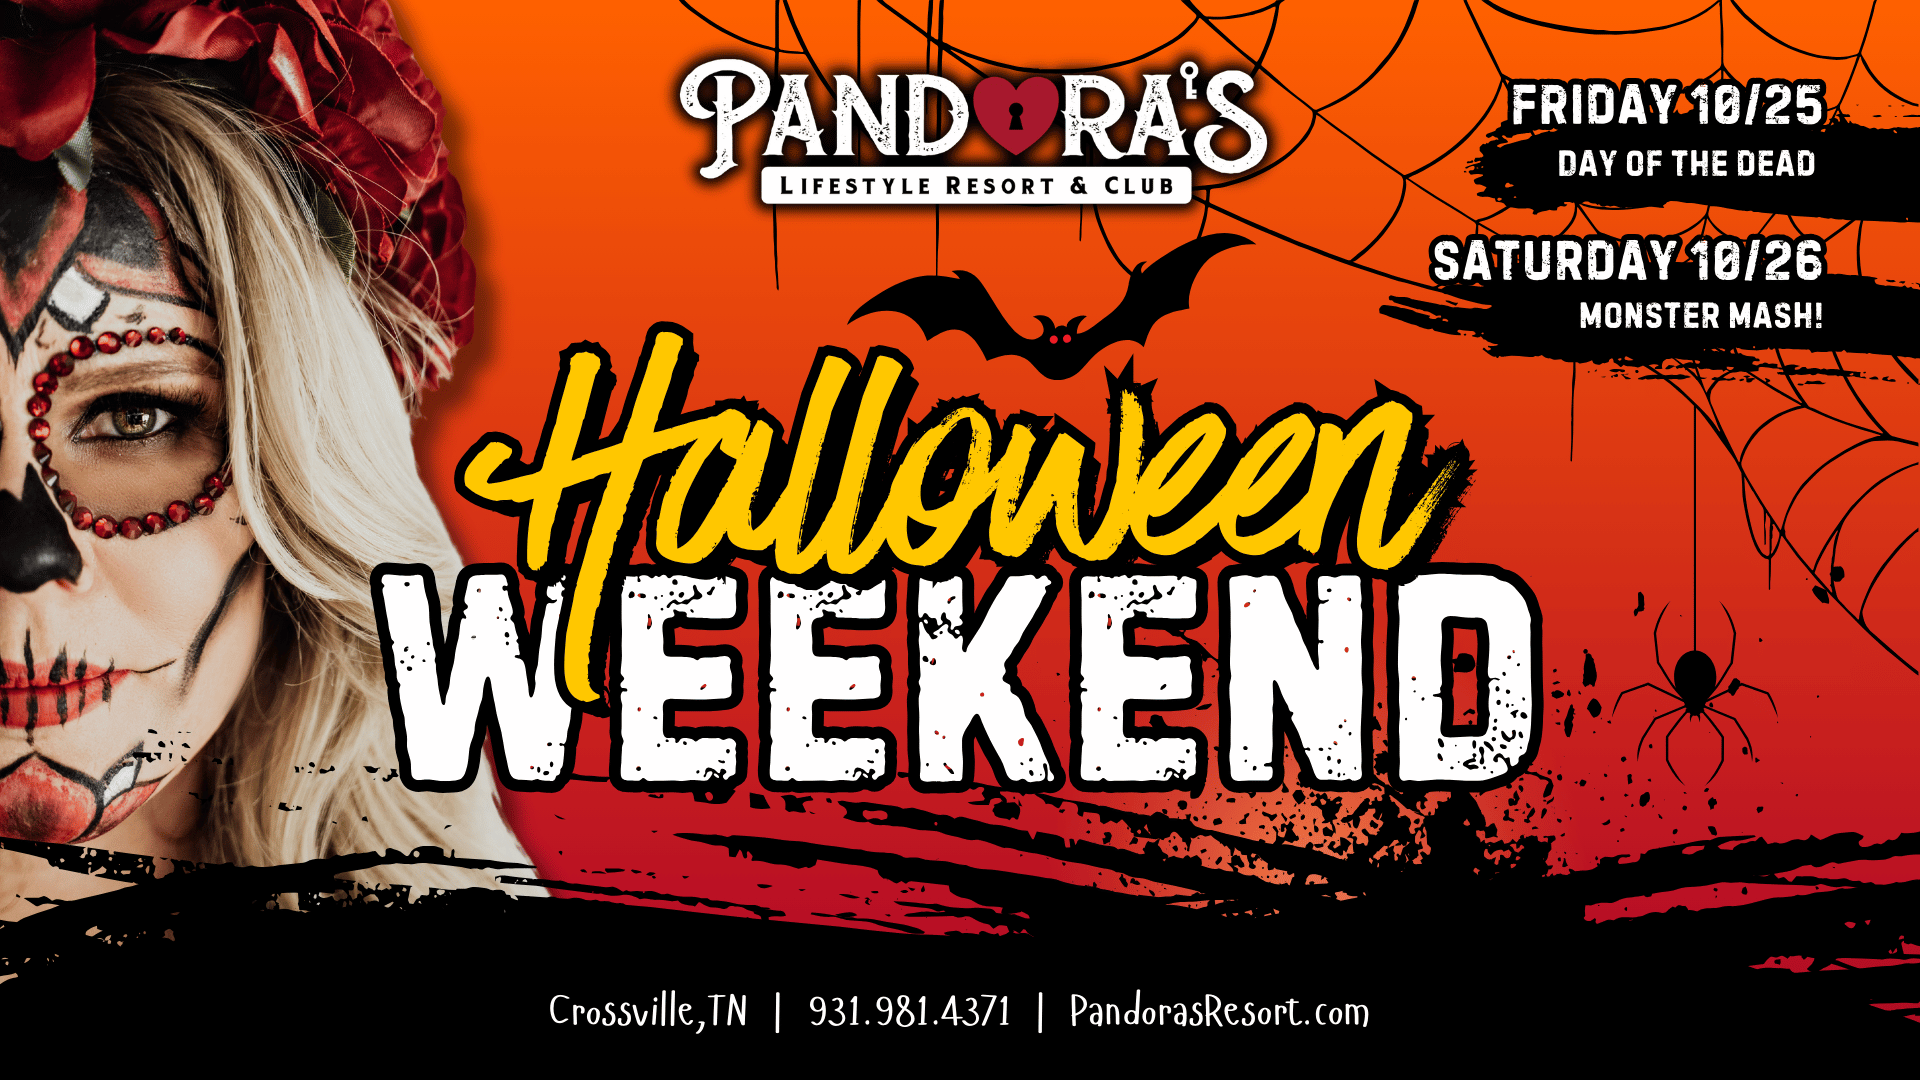 PANDORA'S
LIFESTYLE RESORT & CLUB
FRIDAY 10/25
DAY OF THE DEAD
SATURDAY 10/26
MONSTER MASH!
Halloween
WEEKEND
Crossville,TN | 931.981.4371 | PandorasResort.com